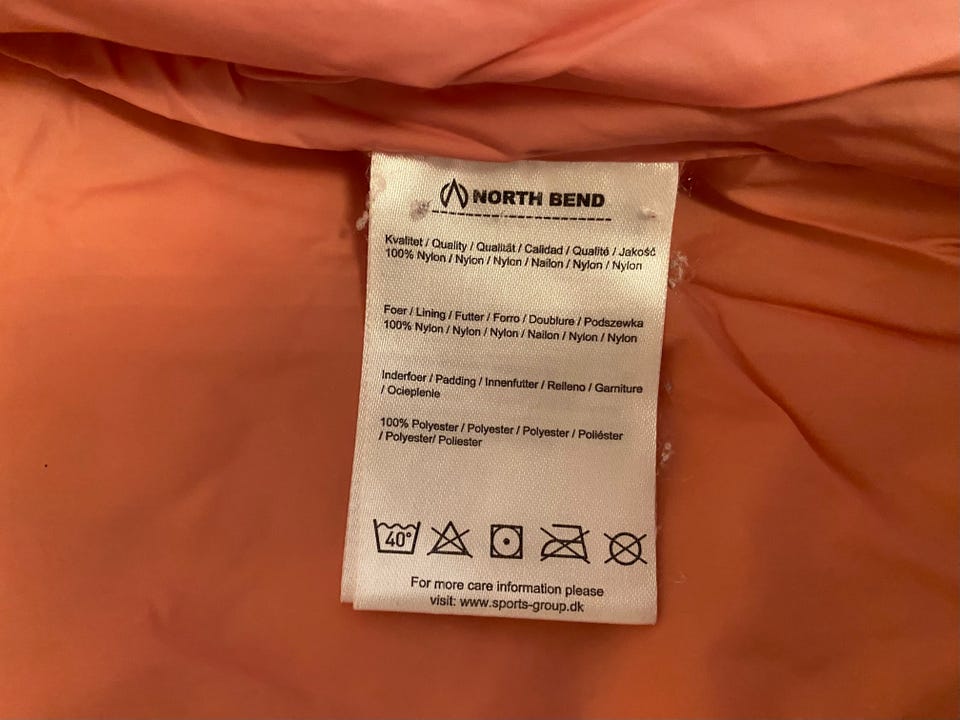 NORTH BEND
Kvalitet / Quality / Qualität / Calidad / Qualité / Jakość
100% Nylon / Nylon / Nylon / Nailon / Nylon / Nylon
Foer / Lining / Futter / Forro / Doublure / Podszewka
100% Nylon / Nylon / Nylon / Nailon / Nylon / Nylon
Inderfoer / Padding / Innenfutter / Relleno / Garniture
/ Ocieplenie
100% Polyester / Polyester / Polyester / Poliéster
/ Polyester/ Poliester
40°
For more care information please
visit: www.sports-group.dk